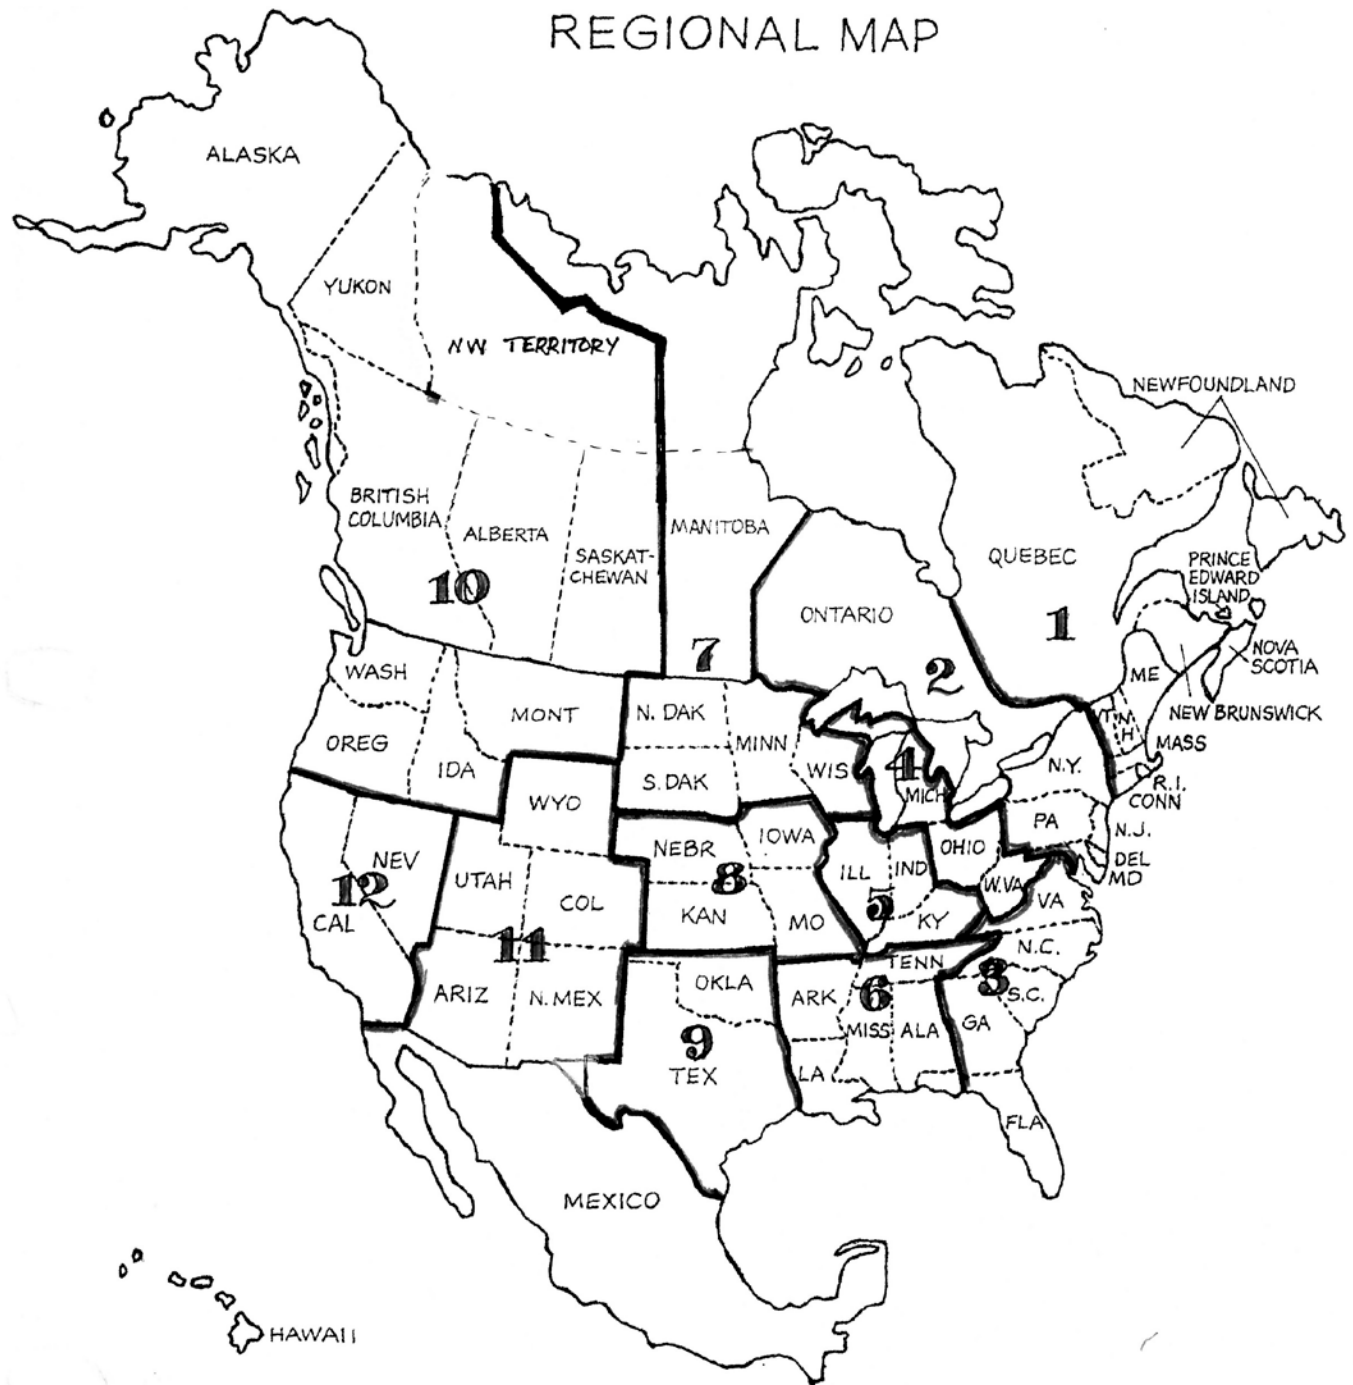 REGIONAL MAP
ALASKA
YUKON
NW TERRITORY
NEWFOUNDLAND
BRITISH
COLUMBIA
ALBERTA
SASKAT-
CHEWAN
MANITOBA
ONTARIO
QUEBEC
PRINCE
EDWARD
ISLAND
10
7
2
1
NOVA
SCOTIA
NEW BRUNSWICK
WASH
OREG
IDA
MONT
N. DAK
S. DAK
MINN
WIS
4
MICH
N.Y.
ME
N
H
MASS
R.I.
CONN
PA
N.J.
DEL
MD
WYO
NEV
12
CAL
UTAH
COL
11
ARIZ
N. MEX
NEBR
IOWA
8
KAN
MO
ILL
IND
5
KY
OHIO
W.VA
VA
N.C.
3
S.C.
GA
TENN
6
ARK
MISS
ALA
LA
OKLA
9
TEX
FLA
MEXICO
HAWAII